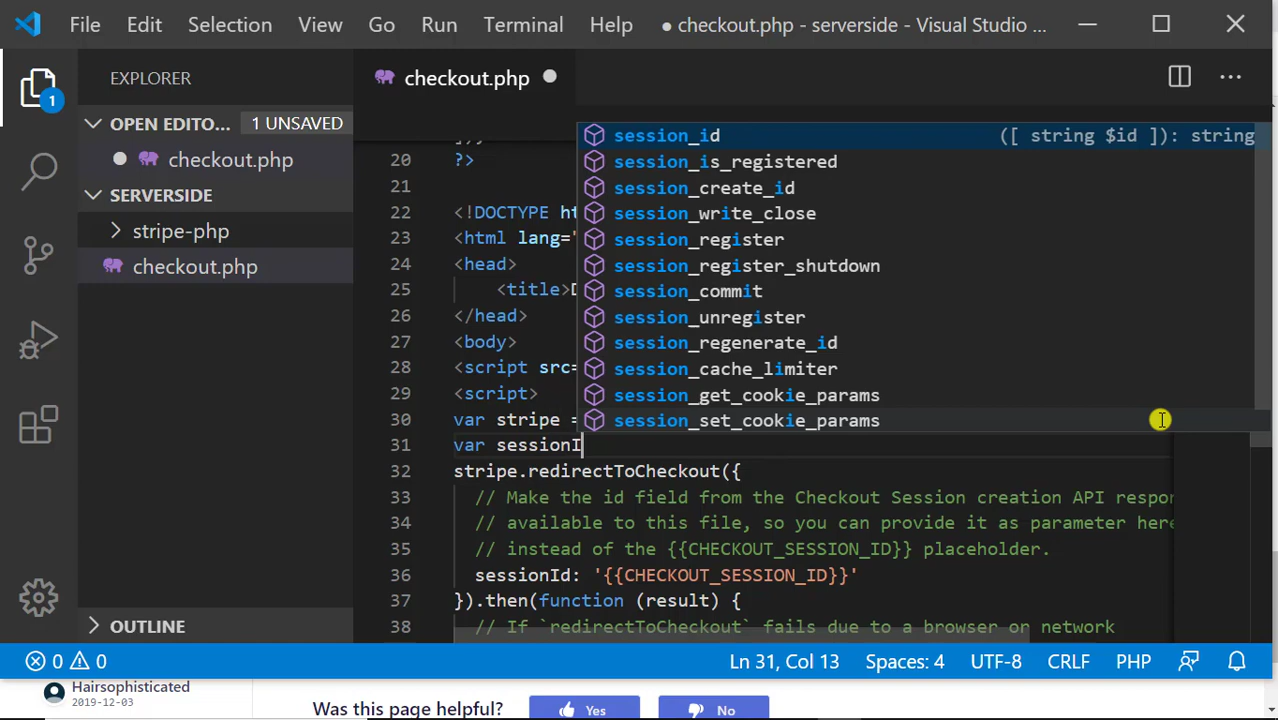 File Edit Selection View Go Run Terminal Help ● checkout.php - serverside - Visual Studio ...
EXPLORER
OPEN EDITO... 1 UNSAVED
checkout.php
SERVERSIDE
stripe-php
checkout.php
OUTLINE
1
checkout.php
20 ?>
21
22 <!DOCTYPE ht
23 <html lang="
24 <head>
25 <title>D
26 </head>
27 <body>
28 <script src=
29 <script>
30 var stripe =
31 var sessionI
32 stripe.redirectToCheckout({
33 // Make the id field from the Checkout Session creation API respon
34 // available to this file, so you can provide it as parameter here
35 // instead of the {{CHECKOUT_SESSION_ID}} placeholder.
36 sessionId: '{{CHECKOUT_SESSION_ID}}'
37 }).then(function (result) {
38 // If `redirectToCheckout` fails due to a browser or network
session_id ([ string $id ]): string
session_is_registered
session_create_id
session_write_close
session_register
session_register_shutdown
session_commit
session_unregister
session_regenerate_id
session_cache_limiter
session_get_cookie_params
session_set_cookie_params
0 0 Ln 31, Col 13 Spaces: 4 UTF-8 CRLF PHP
Hairsophisticated
2019-12-03
Was this page helpful? Yes No